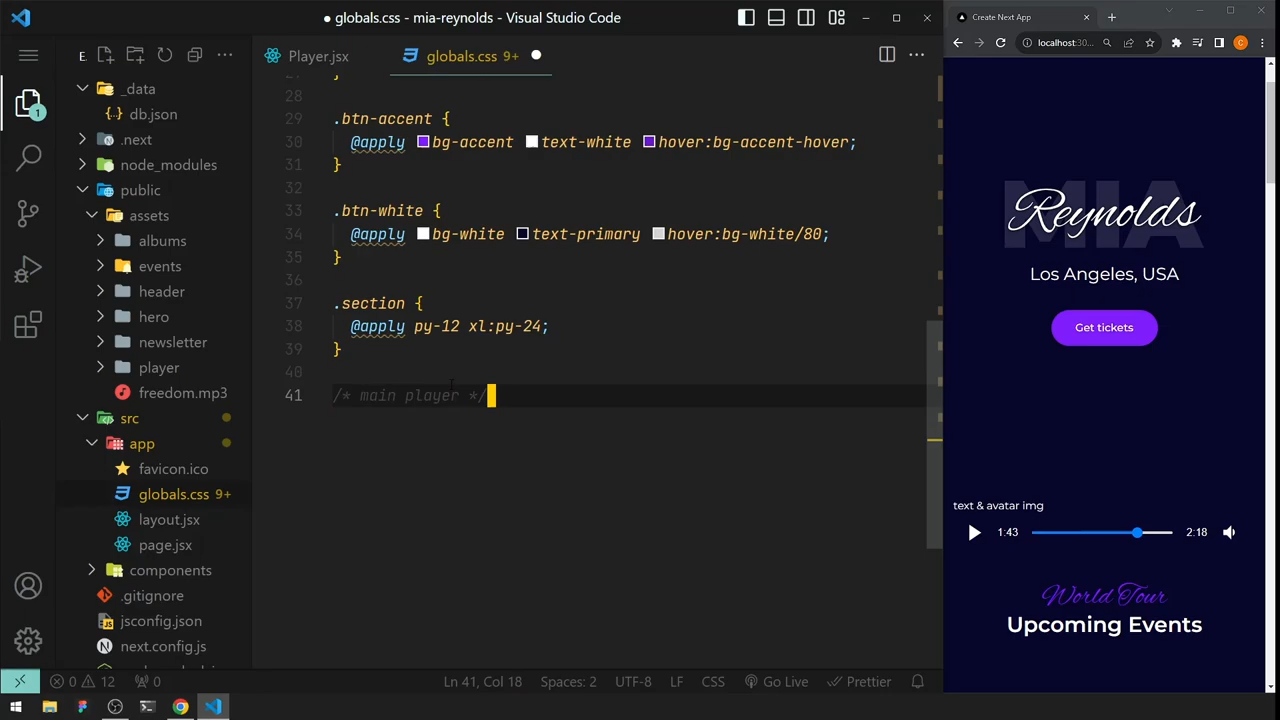 ● globals.css - mia-reynolds - Visual Studio Code
E
_data
db.json
.next
node_modules
public
assets
albums
events
header
hero
newsletter
player
freedom.mp3
src
app
favicon.ico
globals.css 9+
layout.jsx
page.jsx
components
.gitignore
jsconfig.json
next.config.js
1
Player.jsx
globals.css 9+ ●
}
28
29 .btn-accent {
30 @apply bg-accent text-white hover:bg-accent-hover;
31 }
32
33 .btn-white {
34 @apply bg-white text-primary hover:bg-white/80;
35 }
36
37 .section {
38 @apply py-12 xl:py-24;
39 }
40
41 /* main player */
0 12 0
Ln 41, Col 18 Spaces: 2 UTF-8 LF CSS Go Live Prettier
Create Next App
localhost:30...
C
MIA
Reynolds
Los Angeles, USA
Get tickets
text & avatar img
1:43 2:18
World Tour
Upcoming Events